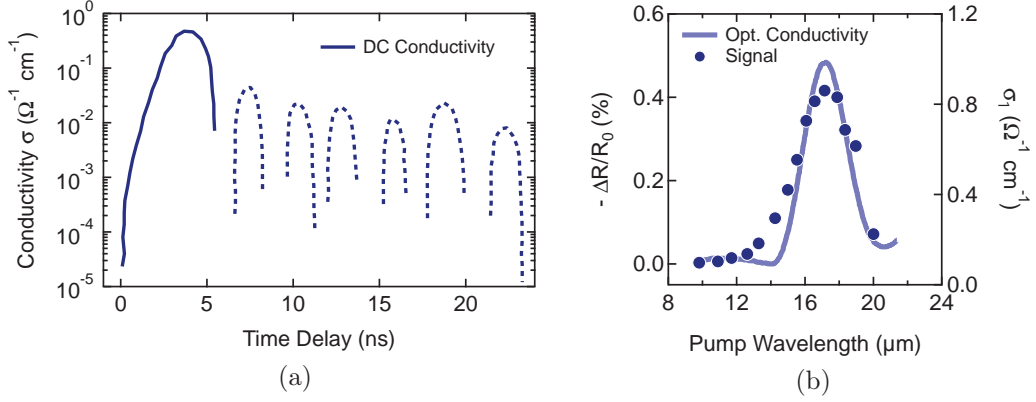 10^0
10^-1
10^-2
10^-3
10^-4
10^-5
Conductivity σ (Ω^-1 cm^-1)
DC Conductivity
0 5 10 15 20
Time Delay (ns)
(a)
0.6
0.4
0.2
0.0
- ΔR/R_0 (%)
Opt. Conductivity
Signal
1.2
0.8
0.4
0.0
σ_1 (Ω^-1 cm^-1)
8 12 16 20 24
Pump Wavelength (μm)
(b)